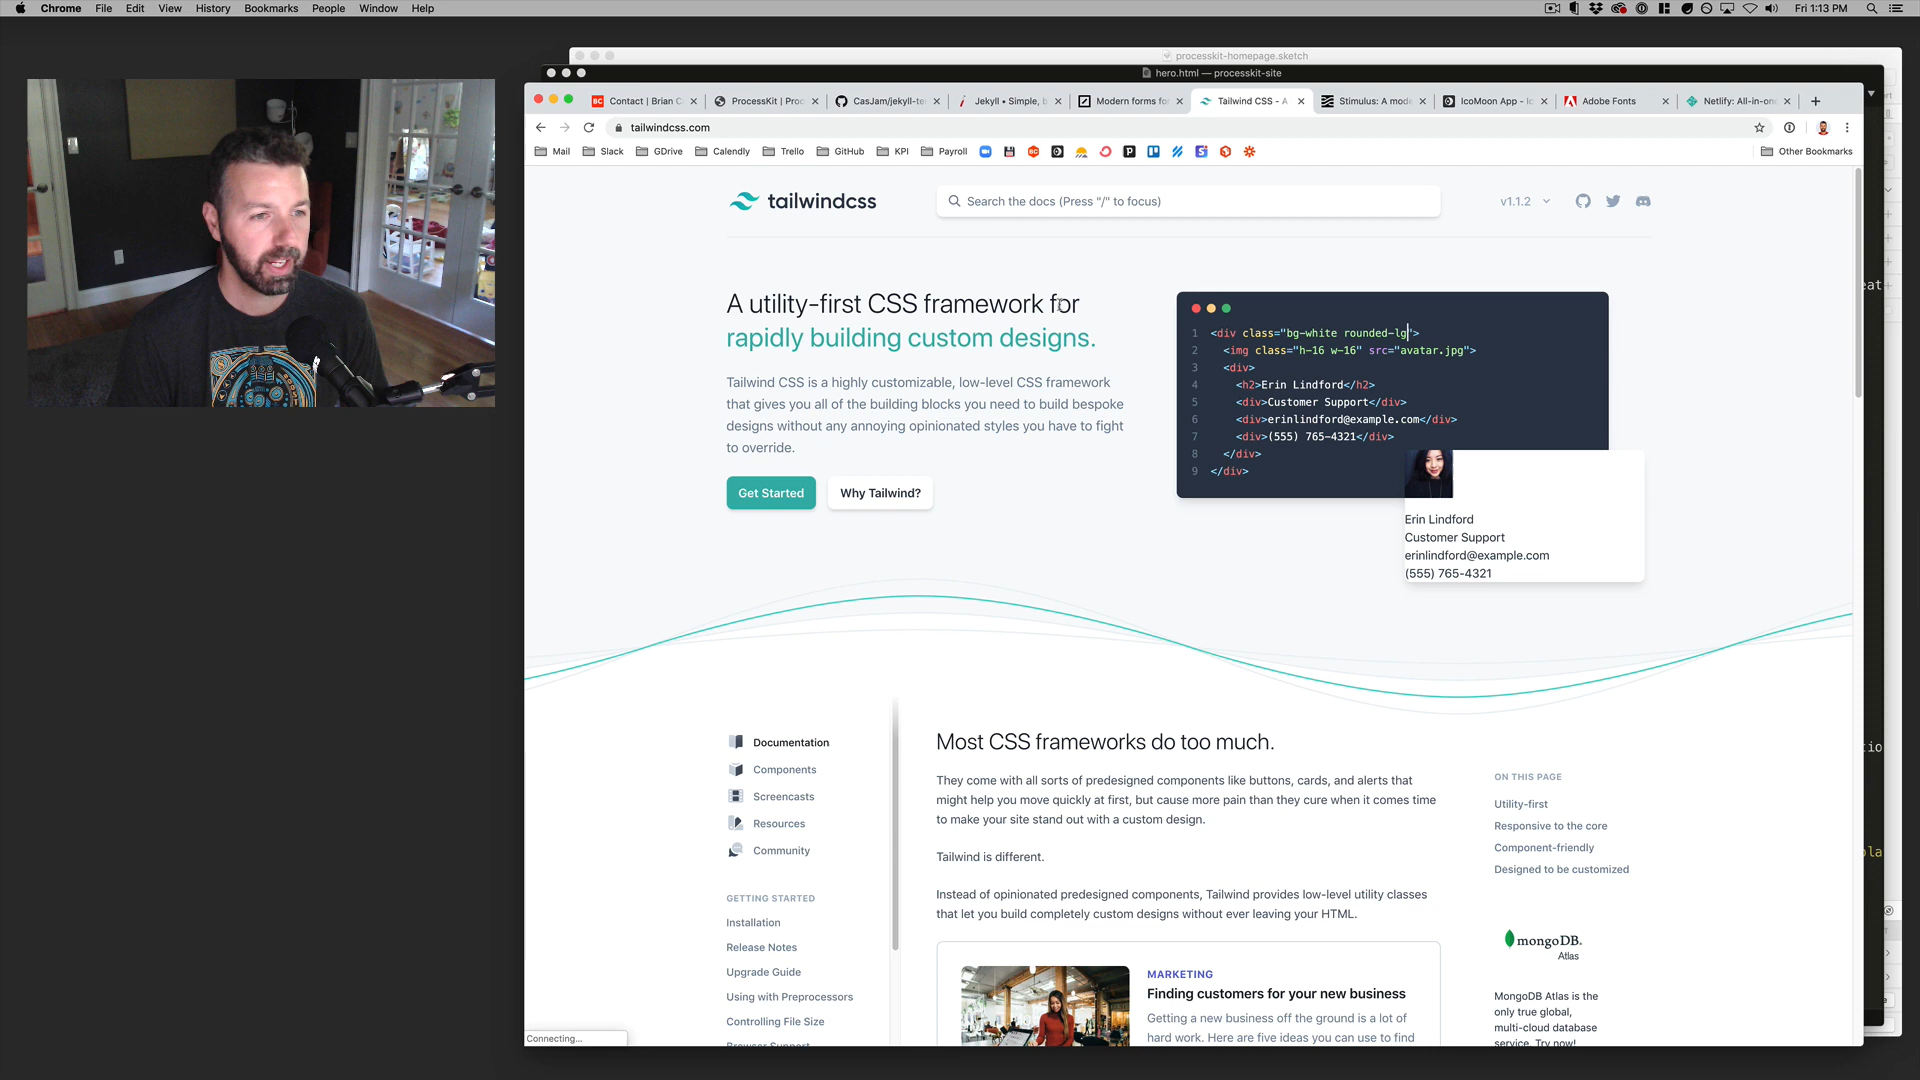 Chrome File Edit View History Bookmarks People Window Help
Fri 1:13 PM
processkit-homepage.sketch
hero.html — processkit-site
Contact | Brian C
ProcessKit | Proc
CasJam/jekyll-te
Jekyll • Simple, b
Modern forms fo
Tailwind CSS - A
Stimulus: A mode
IcoMoon App - Ic
Adobe Fonts
Netlify: All-in-on
tailwindcss.com
Mail Slack GDrive Calendly Trello GitHub KPI Payroll
Other Bookmarks
tailwindcss
Search the docs (Press "/" to focus)
v1.1.2
A utility-first CSS framework for
rapidly building custom designs.
Tailwind CSS is a highly customizable, low-level CSS framework
that gives you all of the building blocks you need to build bespoke
designs without any annoying opinionated styles you have to fight
to override.
Get Started
Why Tailwind?
1 <div class="bg-white rounded-lg">
2 <img class="h-16 w-16" src="avatar.jpg">
3 <div>
4 <h2>Erin Lindford</h2>
5 <div>Customer Support</div>
6 <div>erinlindford@example.com</div>
7 <div>(555) 765-4321</div>
8 </div>
9 </div>
Erin Lindford
Customer Support
erinlindford@example.com
(555) 765-4321
Documentation
Components
Screencasts
Resources
Community
GETTING STARTED
Installation
Release Notes
Upgrade Guide
Using with Preprocessors
Controlling File Size
Browser Support
Most CSS frameworks do too much.
They come with all sorts of predesigned components like buttons, cards, and alerts that
might help you move quickly at first, but cause more pain than they cure when it comes time
to make your site stand out with a custom design.
Tailwind is different.
Instead of opinionated predesigned components, Tailwind provides low-level utility classes
that let you build completely custom designs without ever leaving your HTML.
MARKETING
Finding customers for your new business
Getting a new business off the ground is a lot of
hard work. Here are five ideas you can use to find
ON THIS PAGE
Utility-first
Responsive to the core
Component-friendly
Designed to be customized
mongoDB.
Atlas
MongoDB Atlas is the
only true global,
multi-cloud database
service. Try now!
Connecting...